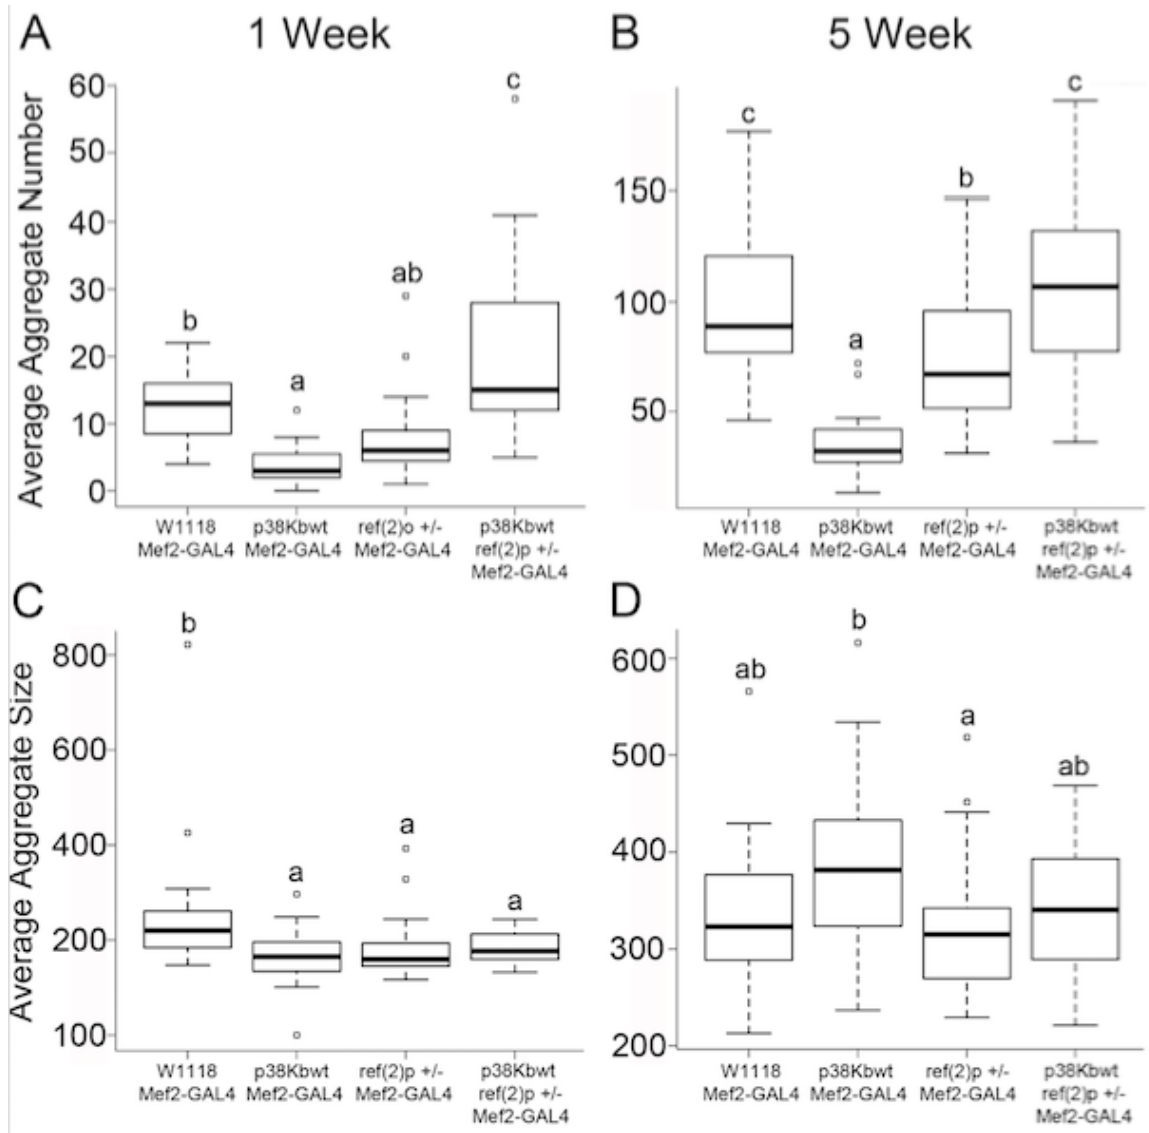 A
1 Week
B
5 Week
Average Aggregate Number
60
50
40
30
20
10
0
b
a
ab
c
W1118
Mef2-GAL4
p38Kbwt
Mef2-GAL4
ref(2)o +/-
Mef2-GAL4
p38Kbwt
ref(2)p +/-
Mef2-GAL4
150
100
50
c
a
b
c
W1118
Mef2-GAL4
p38Kbwt
Mef2-GAL4
ref(2)p +/-
Mef2-GAL4
p38Kbwt
ref(2)p +/-
Mef2-GAL4
C
D
Average Aggregate Size
800
600
400
200
100
b
a
a
a
W1118
Mef2-GAL4
p38Kbwt
Mef2-GAL4
ref(2)p +/-
Mef2-GAL4
p38Kbwt
ref(2)p +/-
Mef2-GAL4
600
500
400
300
200
ab
b
a
ab
W1118
Mef2-GAL4
p38Kbwt
Mef2-GAL4
ref(2)p +/-
Mef2-GAL4
p38Kbwt
ref(2)p +/-
Mef2-GAL4